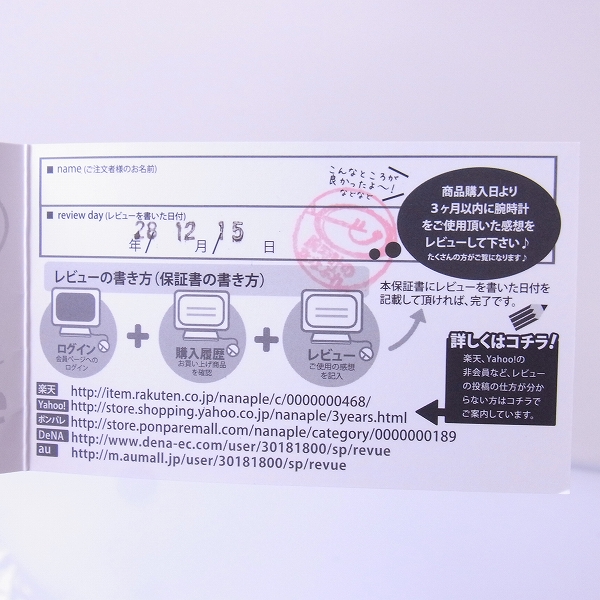 ■ name (ご注文者様のお名前)
こんなところが
良かったよ～!
などなど
■ review day (レビューを書いた日付)
28年 12月 15日
商品購入日より
3ヶ月以内に腕時計
をご使用頂いた感想を
レビューして下さい♪
たくさんの方がご覧になります♪
レビューの書き方(保証書の書き方)
本保証書にレビューを書いた日付を
記載して頂ければ、完了です。
ログイン
会員ページへの
ログイン
+
購入履歴
お買い上げ商品
を確認
+
レビュー
ご使用の感想
を記入
詳しくはコチラ!
楽天、Yahoo!の
非会員など、レビュー
の投稿の仕方が分か
らない方はコチラで
ご案内しています。
楽天 http://item.rakuten.co.jp/nanaple/c/0000000468/
Yahoo! http://store.shopping.yahoo.co.jp/nanaple/3years.html
ポンパレ http://store.ponparemall.com/nanaple/category/0000000189
DeNA http://www.dena-ec.com/user/30181800/sp/revue
au http://m.aumall.jp/user/30181800/sp/revue